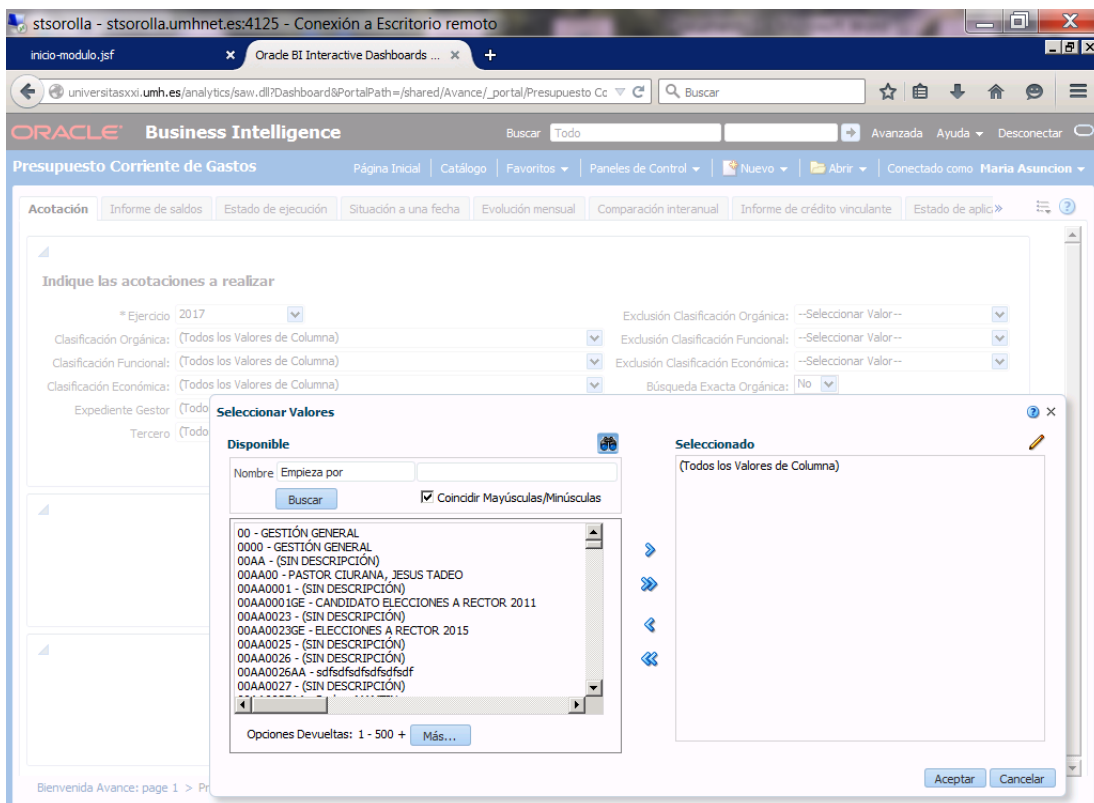 stsorolla - stsorolla.umhnet.es:4125 - Conexión a Escritorio remoto
inicio-modulo.jsf × Oracle BI Interactive Dashboards ... × +
universitasxxi.umh.es/analytics/saw.dll?Dashboard&PortalPath=/shared/Avance/_portal/Presupuesto Cc Buscar
ORACLE Business Intelligence Buscar Todo Avanzada Ayuda Desconectar
Presupuesto Corriente de Gastos Página Inicial Catálogo Favoritos Paneles de Control Nuevo Abrir Conectado como Maria Asuncion
Acotación Informe de saldos Estado de ejecución Situación a una fecha Evolución mensual Comparación interanual Informe de crédito vinculante Estado de aplic»
Indique las acotaciones a realizar
* Ejercicio 2017 Exclusión Clasificación Orgánica: --Seleccionar Valor--
Clasificación Orgánica: (Todos los Valores de Columna) Exclusión Clasificación Funcional: --Seleccionar Valor--
Clasificación Funcional: (Todos los Valores de Columna) Exclusión Clasificación Económica: --Seleccionar Valor--
Clasificación Económica: (Todos los Valores de Columna) Búsqueda Exacta Orgánica: No
Expediente Gestor (Todo
Tercero (Todo
Seleccionar Valores
Disponible Seleccionado
Nombre Empieza por (Todos los Valores de Columna)
Buscar Coincidir Mayúsculas/Minúsculas
00 - GESTIÓN GENERAL
0000 - GESTIÓN GENERAL
00AA - (SIN DESCRIPCIÓN)
00AA00 - PASTOR CIURANA, JESUS TADEO
00AA0001 - (SIN DESCRIPCIÓN)
00AA0001GE - CANDIDATO ELECCIONES A RECTOR 2011
00AA0023 - (SIN DESCRIPCIÓN)
00AA0023GE - ELECCIONES A RECTOR 2015
00AA0025 - (SIN DESCRIPCIÓN)
00AA0026 - (SIN DESCRIPCIÓN)
00AA0026AA - sdfsdfsdfsdfsdfsdf
00AA0027 - (SIN DESCRIPCIÓN)
Opciones Devueltas: 1 - 500 + Más...
Aceptar Cancelar
Bienvenida Avance: page 1 > Pr